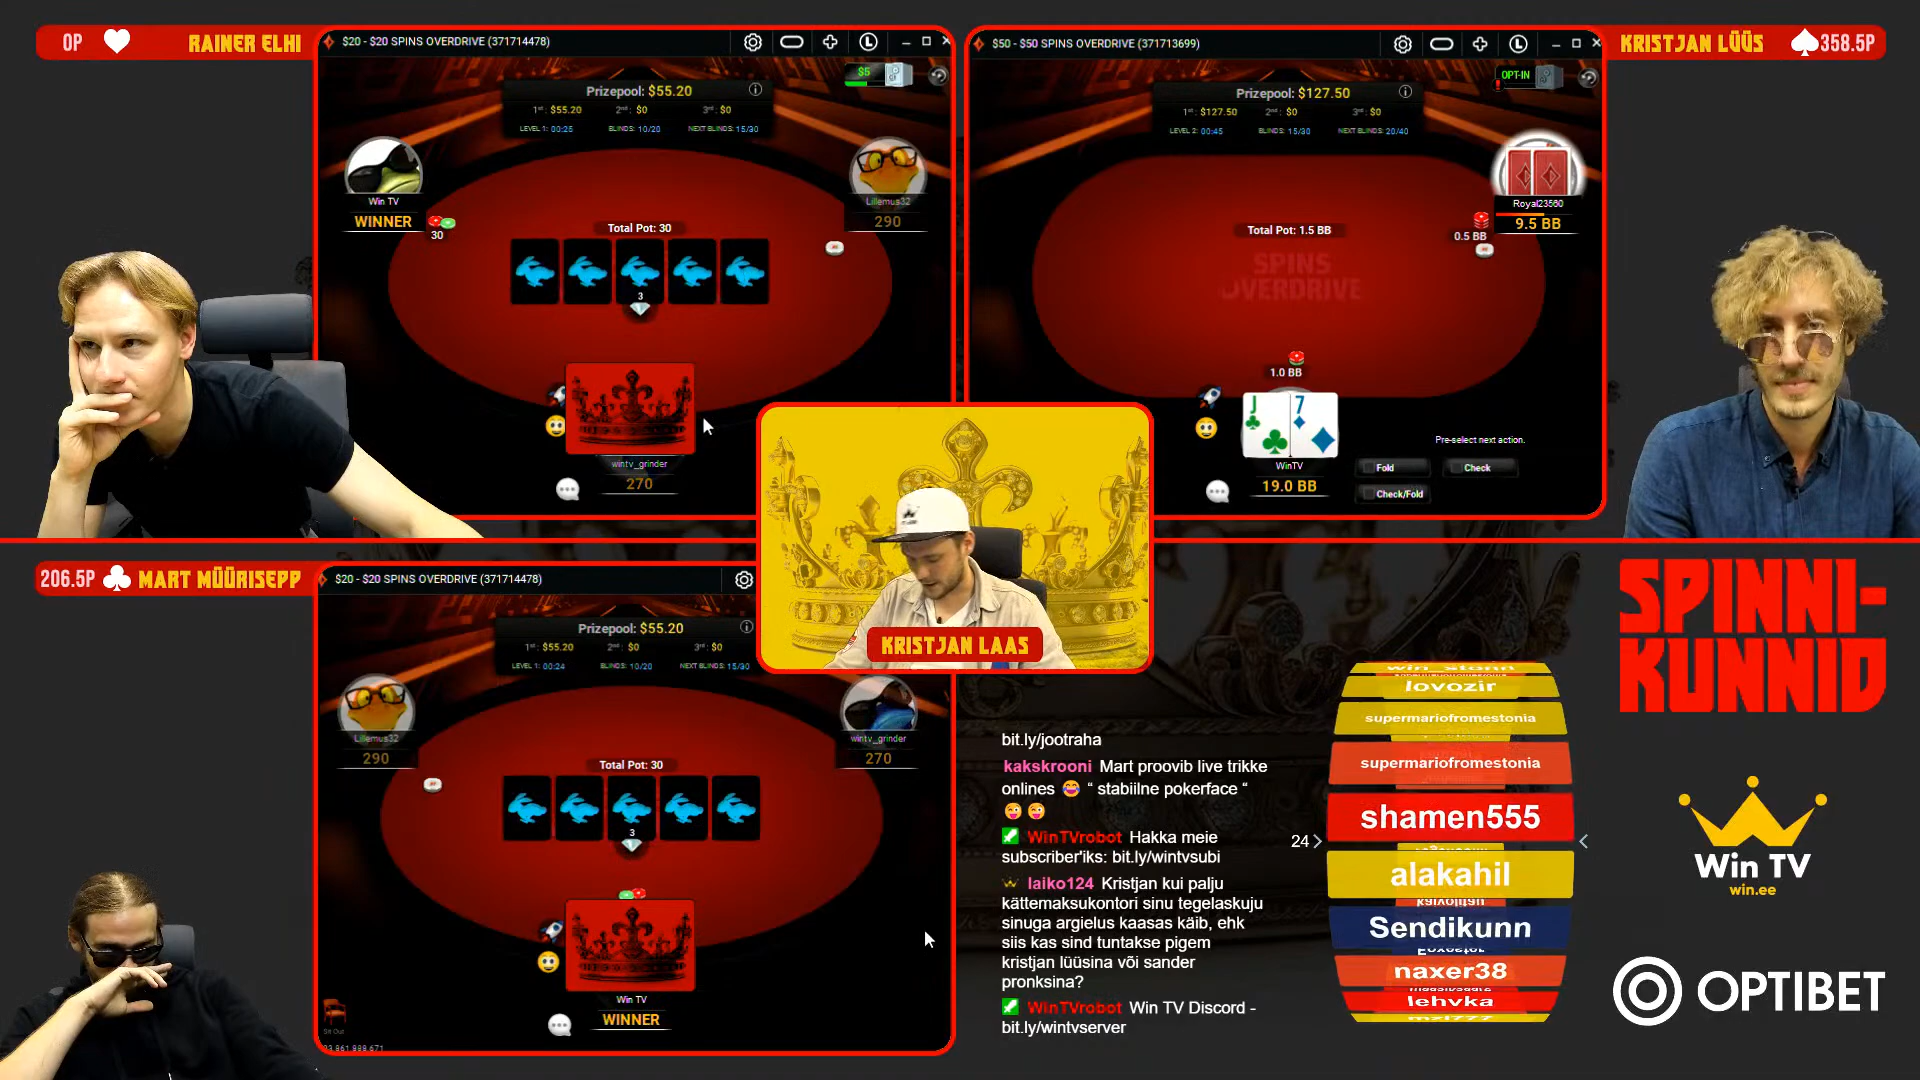 0P
RAINER ELHI
$20 - $20 SPINS OVERDRIVE (371714478)
$5
Prizepool: $55.20
1st: $55.20 2nd: $0 3rd: $0
LEVEL 1: 00:25 BLINDS: 10/20 NEXT BLINDS: 15/30
Win TV
WINNER
30
Lillemus32
290
Total Pot: 30
3
wintv_grinder
270
$50 - $50 SPINS OVERDRIVE (371713699)
KRISTJAN LÜÜS
358.5P
OPT-IN
Prizepool: $127.50
1st: $127.50 2nd: $0 3rd: $0
LEVEL 2: 00:45 BLINDS: 15/30 NEXT BLINDS: 20/40
Royal23560
9.5 BB
0.5 BB
Total Pot: 1.5 BB
SPINS
OVERDRIVE
1.0 BB
J 7
WinTV
19.0 BB
Pre-select next action.
Fold Check
Check/Fold
KRISTJAN LAAS
206.5P
MART MÜÜRISEPP
$20 - $20 SPINS OVERDRIVE (371714478)
Prizepool: $55.20
1st: $55.20 2nd: $0 3rd: $0
LEVEL 1: 00:24 BLINDS: 10/20 NEXT BLINDS: 15/30
Lillemus32
290
wintv_grinder
270
Total Pot: 30
3
Win TV
WINNER
Sit Out
bit.ly/jootraha
kakskrooni Mart proovib live trikke
onlines “ stabiilne pokerface “
WinTVrobot Hakka meie
subscriber'iks: bit.ly/wintvsubi
laiko124 Kristjan kui palju
kättemaksukontori sinu tegelaskuju
sinuga argielus kaasas käib, ehk
siis kas sind tuntakse pigem
kristjan lüüsina või sander
pronksina?
WinTVrobot Win TV Discord -
bit.ly/wintvserver
24
lovozir
supermariofromestonia
supermariofromestonia
shamen555
alakahil
Sendikunn
naxer38
lehvka
SPINNI-
KUNNID
Win TV
win.ee
OPTIBET